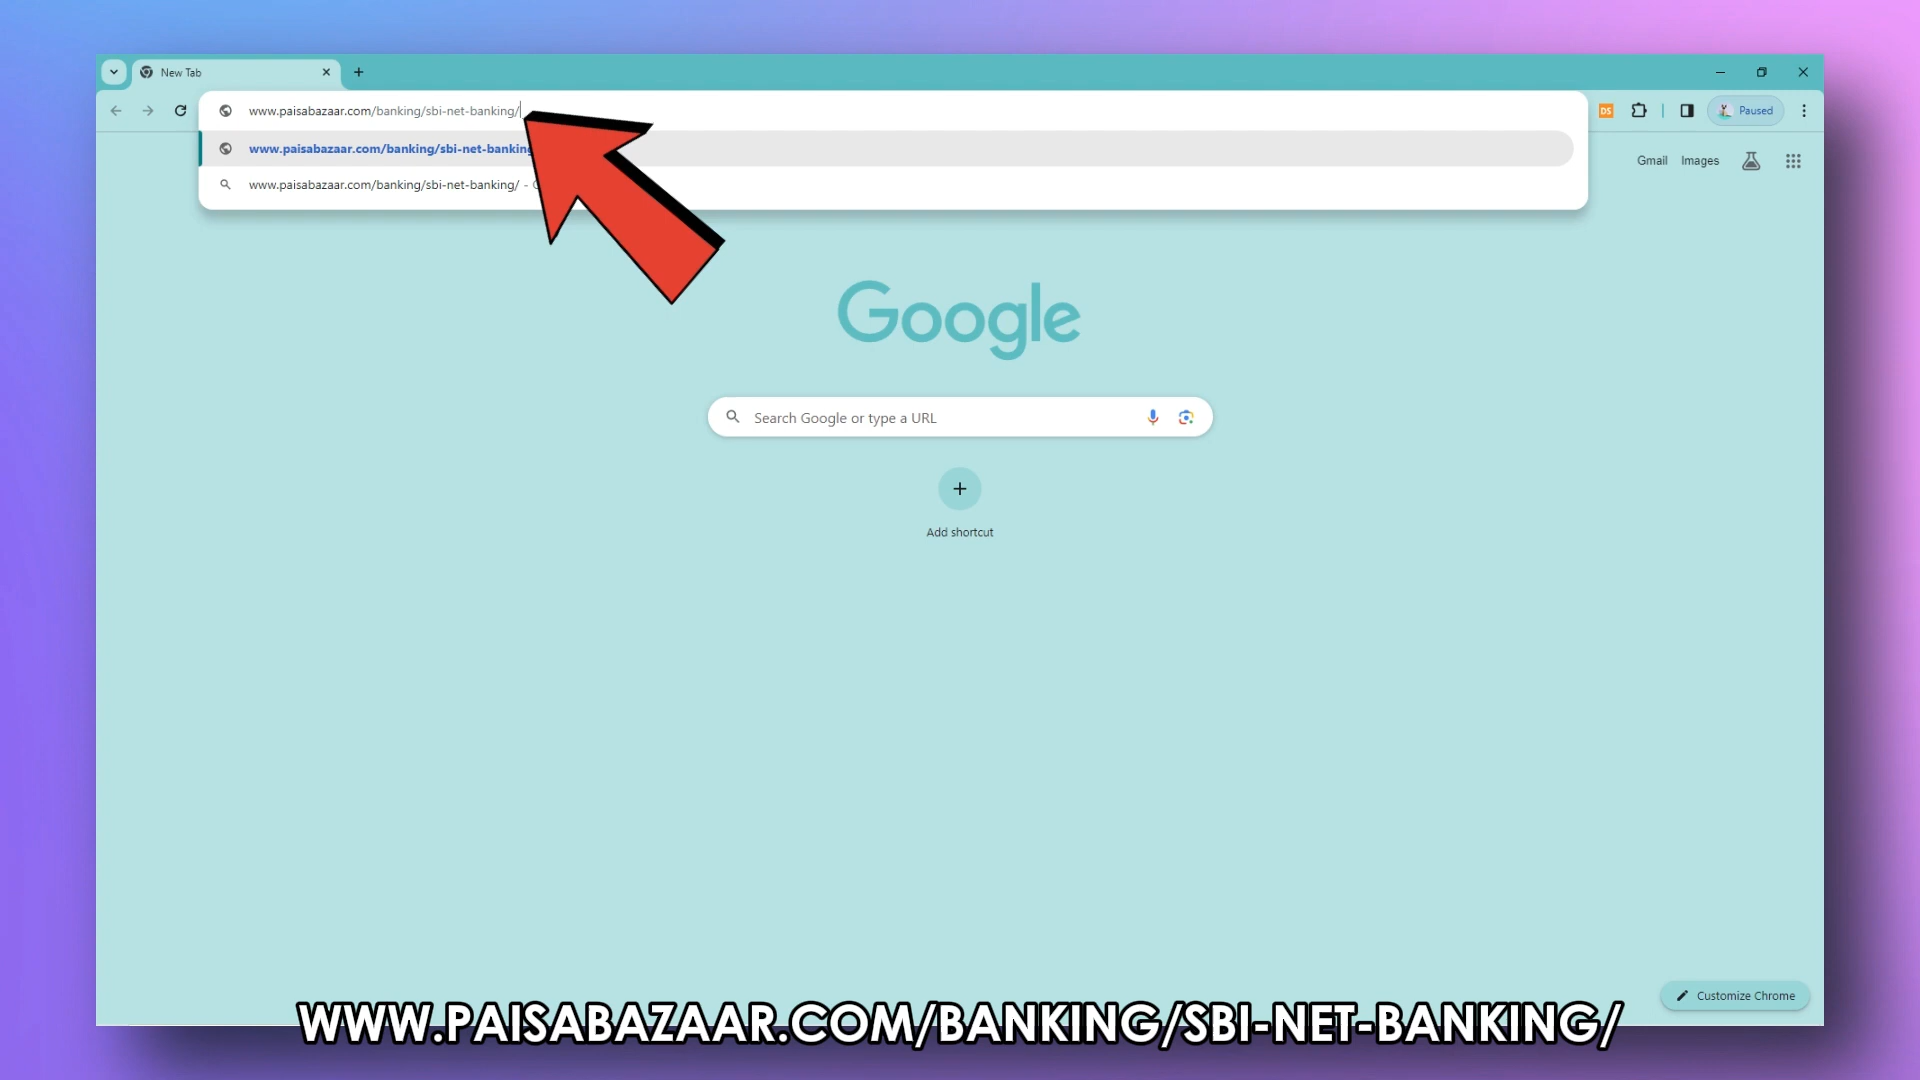 New Tab
www.paisabazaar.com/banking/sbi-net-banking/
DS
Paused
www.paisabazaar.com/banking/sbi-net-banking
www.paisabazaar.com/banking/sbi-net-banking/ -
Gmail Images
Google
Search Google or type a URL
Add shortcut
Customize Chrome
WWW.PAISABAZAAR.COM/BANKING/SBI-NET-BANKING/